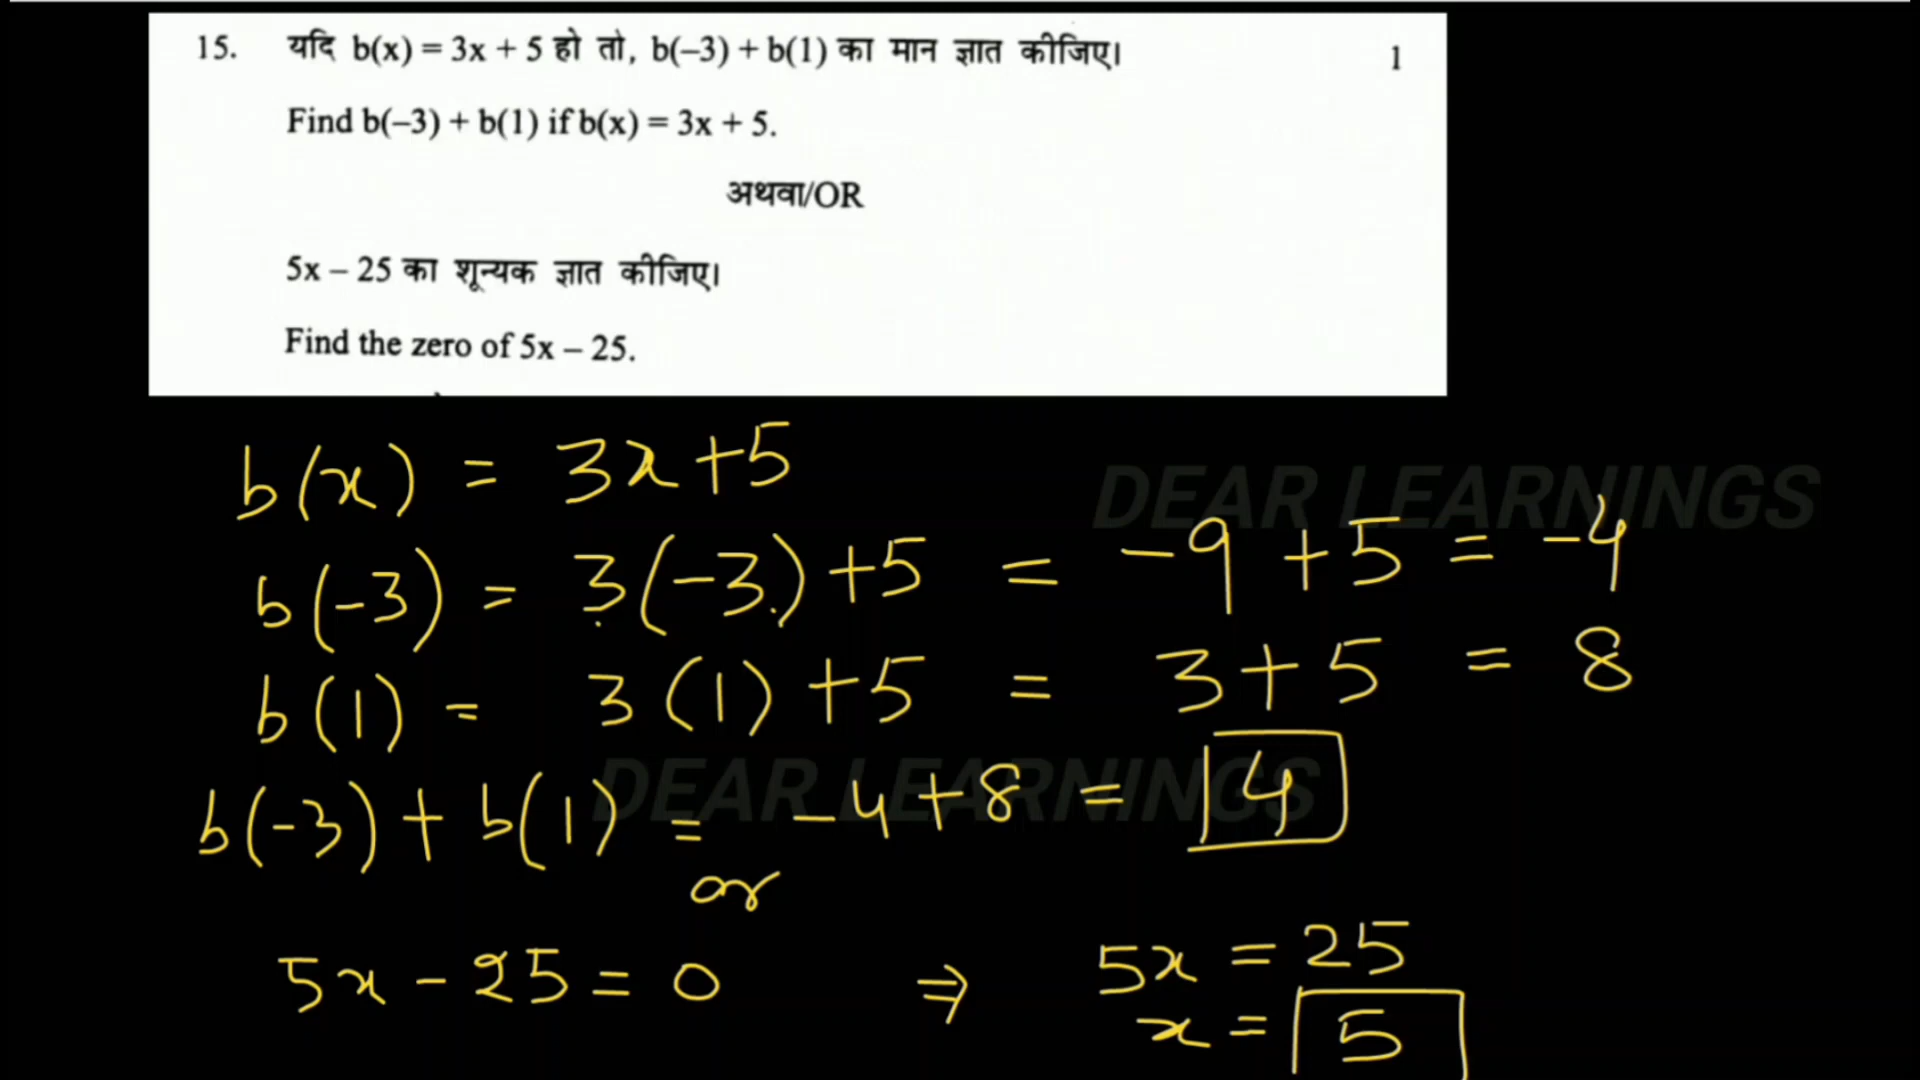 15. यदि b(x) = 3x + 5 हो तो, b(–3) + b(1) का मान ज्ञात कीजिए। 1
Find b(–3) + b(1) if b(x) = 3x + 5.
अथवा/OR
5x – 25 का शून्यक ज्ञात कीजिए।
Find the zero of 5x – 25.
b(x) = 3x+5
DEAR LEARNINGS
b(-3) = 3(-3)+5 = -9+5 = -4
b(1) = 3(1)+5 = 3+5 = 8
DEAR LEARNINGS
b(-3)+b(1) = -4+8 = 4
or
5x-25=0 ⇒ 5x=25
x=5